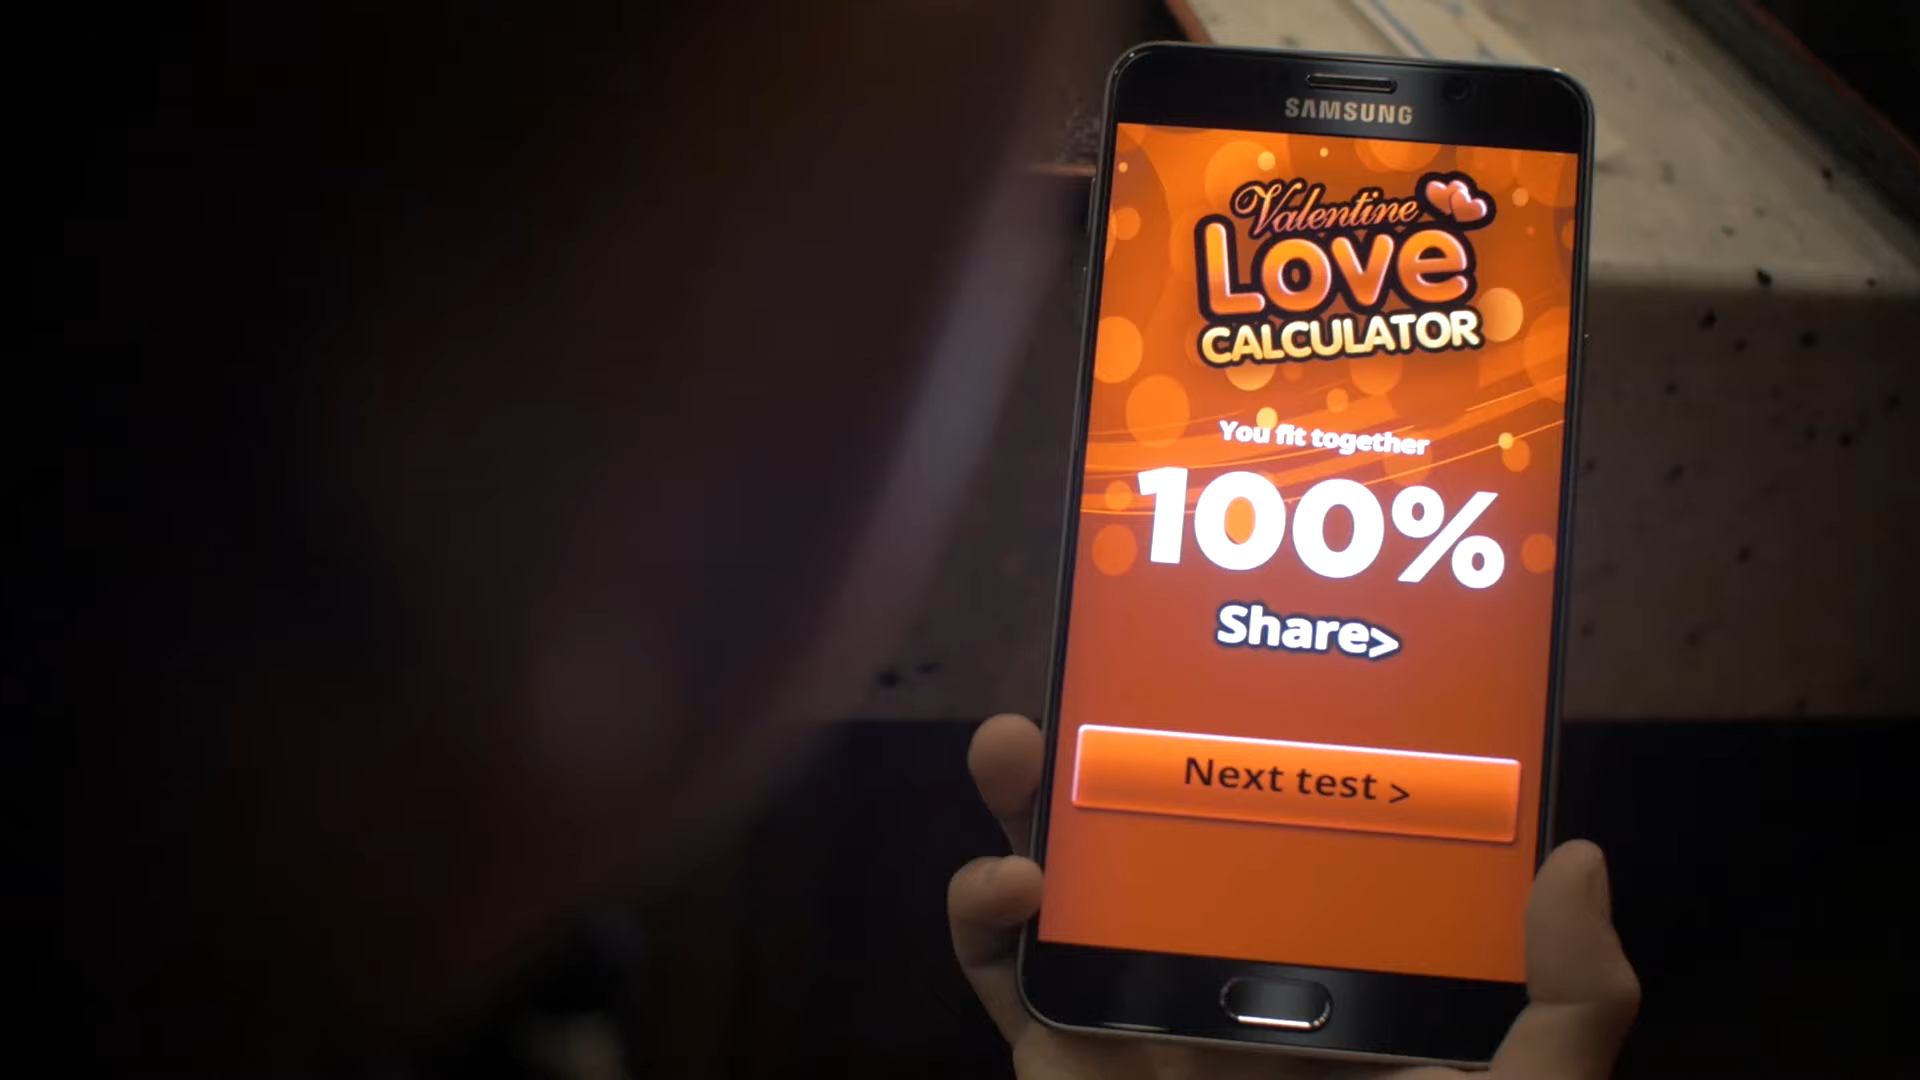 SAMSUNG
Valentine
Love
CALCULATOR
You fit together
100%
Share>
Next test >